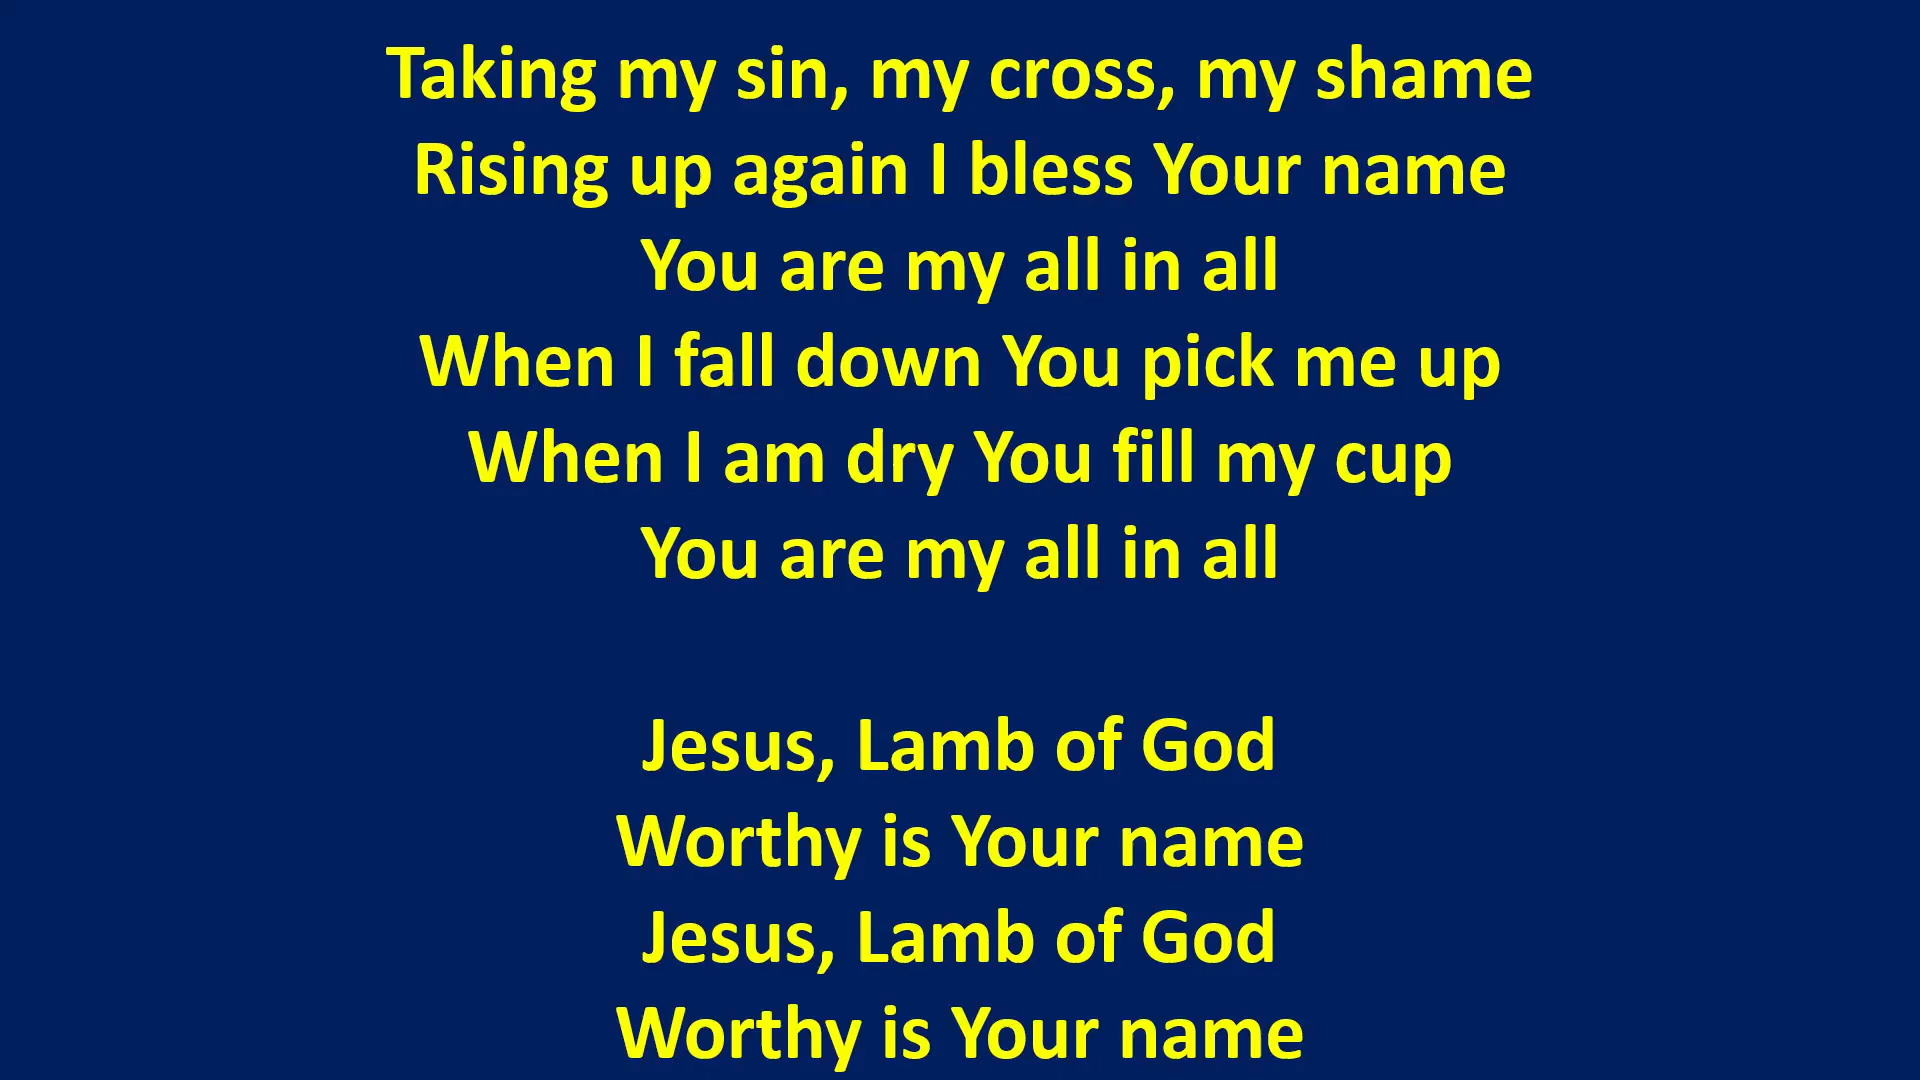 Taking my sin, my cross, my shame
Rising up again I bless Your name
You are my all in all
When I fall down You pick me up
When I am dry You fill my cup
You are my all in all
Jesus, Lamb of God
Worthy is Your name
Jesus, Lamb of God
Worthy is Your name